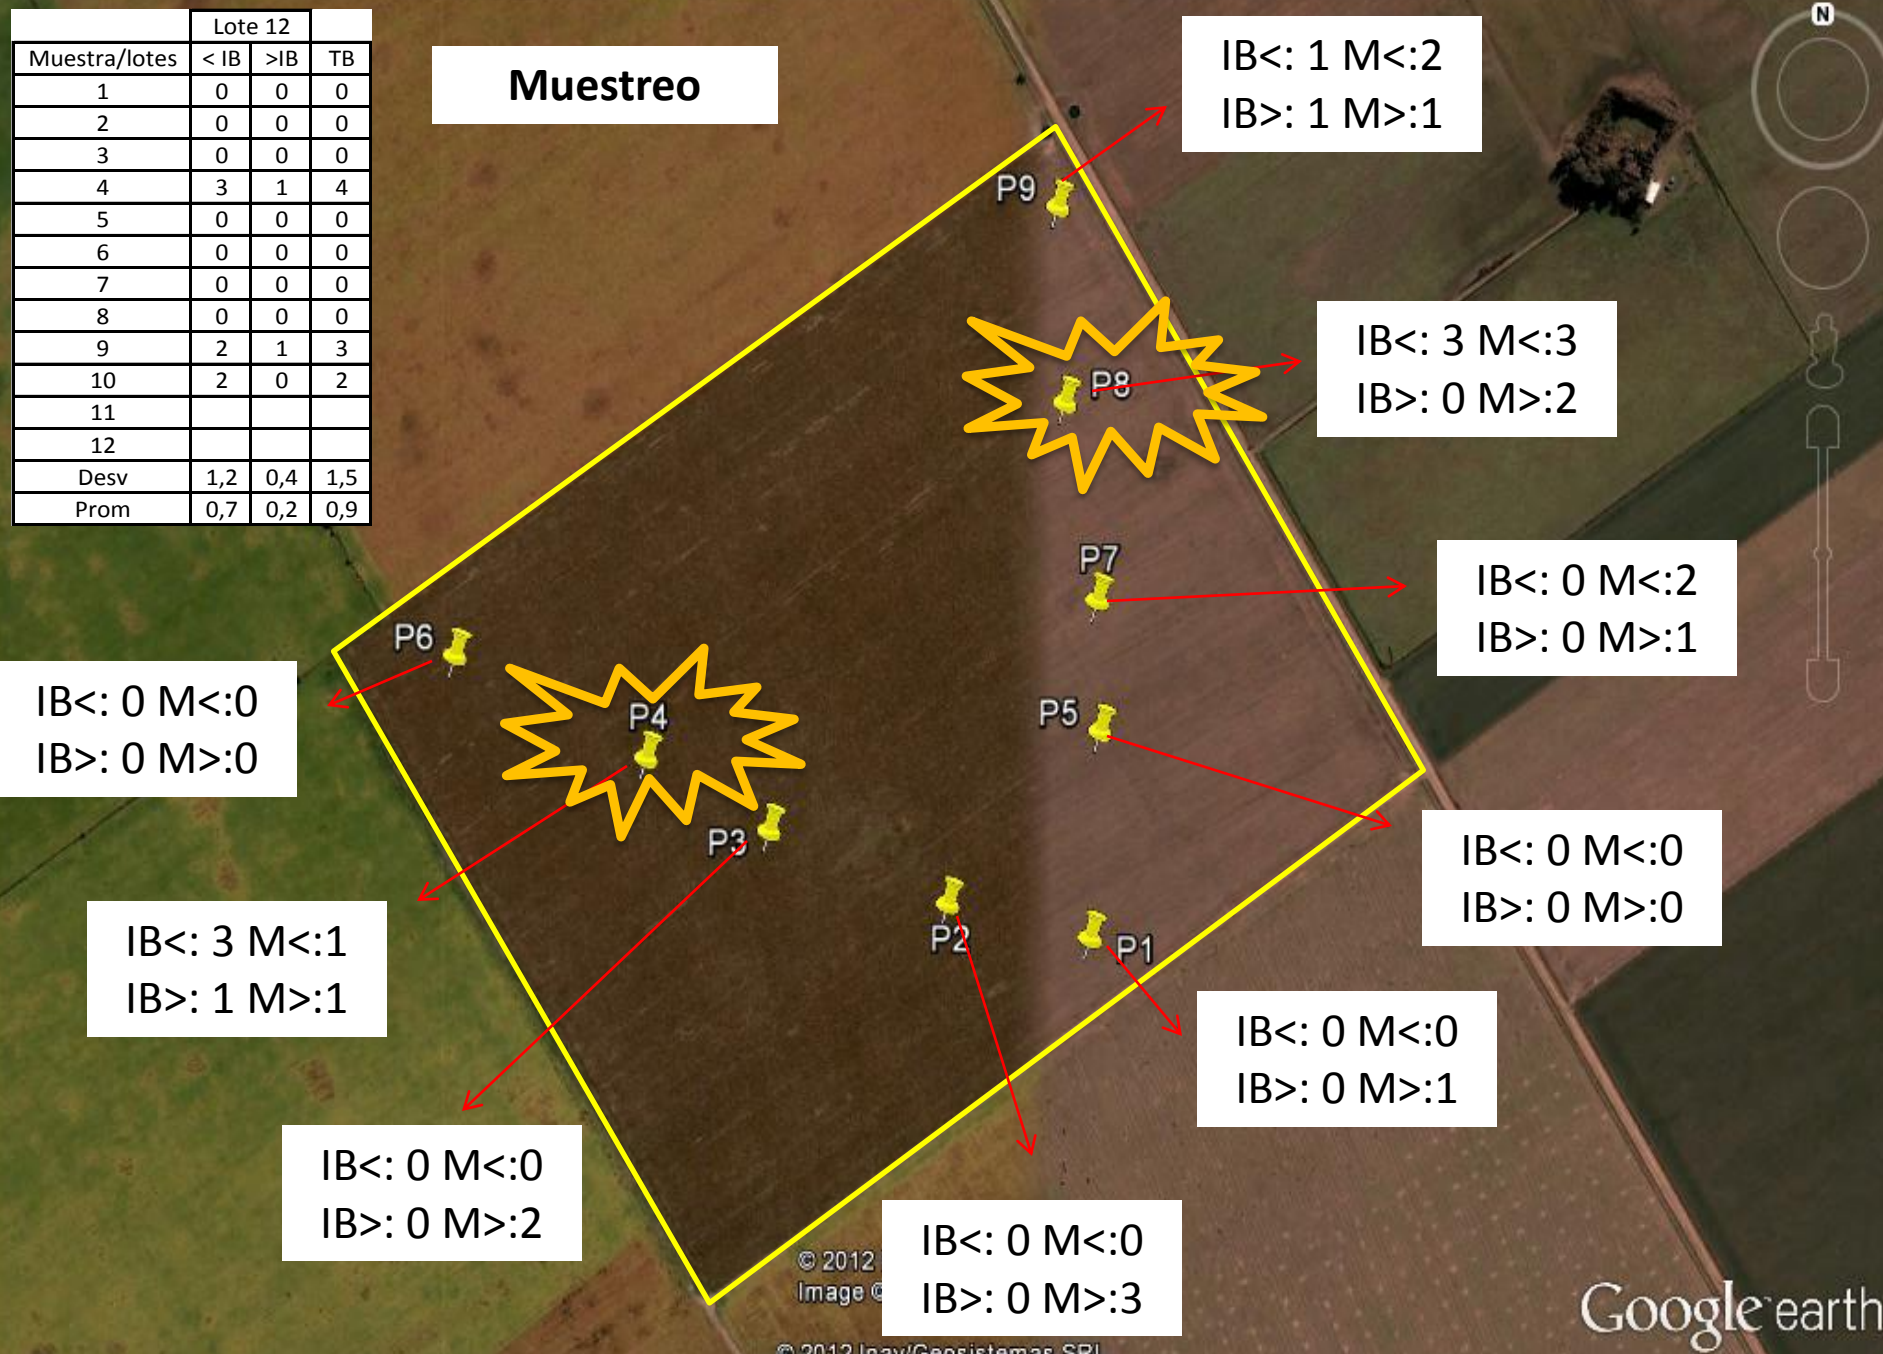 Lote 12
Muestra/lotes < IB >IB TB
1 0 0 0
2 0 0 0
3 0 0 0
4 3 1 4
5 0 0 0
6 0 0 0
7 0 0 0
8 0 0 0
9 2 1 3
10 2 0 2
11
12
Desv 1,2 0,4 1,5
Prom 0,7 0,2 0,9
Muestreo
N
IB<: 1 M<:2
IB>: 1 M>:1
P9
IB<: 3 M<:3
IB>: 0 M>:2
P8
P7
IB<: 0 M<:2
IB>: 0 M>:1
P6
IB<: 0 M<:0
IB>: 0 M>:0
P4
P5
P3
IB<: 0 M<:0
IB>: 0 M>:0
IB<: 3 M<:1
IB>: 1 M>:1
P2
P1
IB<: 0 M<:0
IB>: 0 M>:1
IB<: 0 M<:0
IB>: 0 M>:2
IB<: 0 M<:0
IB>: 0 M>:3
© 2012
Image ©
© 2012 Inav/Geosistemas SRL
Google earth